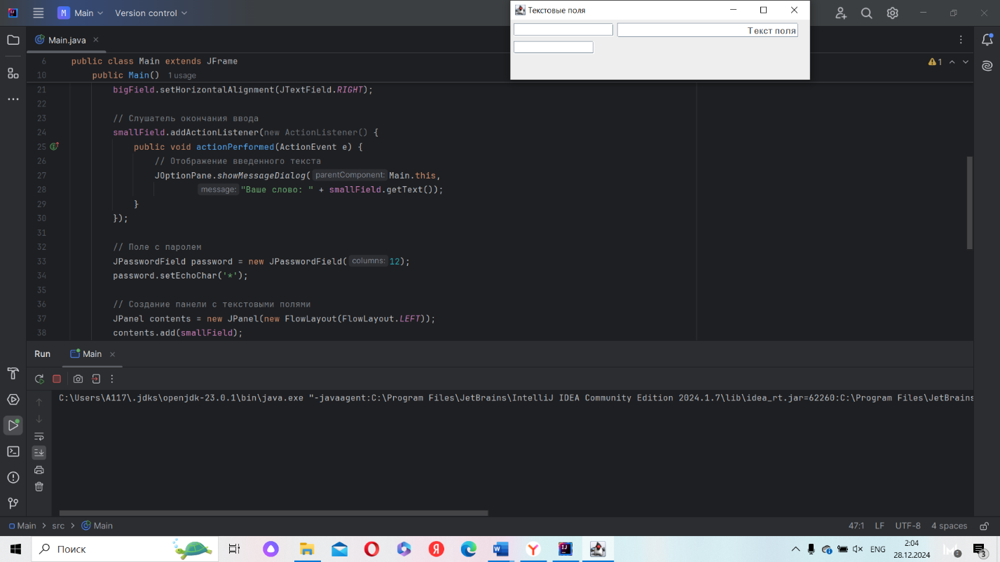 M Main Version control
Текстовые поля
Текст поля
Main.java
6 public class Main extends JFrame
10 public Main() 1 usage
1
21 bigField.setHorizontalAlignment(JTextField.RIGHT);
22
23 // Слушатель окончания ввода
24 smallField.addActionListener(new ActionListener() {
25 public void actionPerformed(ActionEvent e) {
26 // Отображение введенного текста
27 JOptionPane.showMessageDialog( parentComponent: Main.this,
28 message: "Ваше слово: " + smallField.getText());
29 }
30 });
31
32 // Поле с паролем
33 JPasswordField password = new JPasswordField( columns: 12);
34 password.setEchoChar('*');
35
36 // Создание панели с текстовыми полями
37 JPanel contents = new JPanel(new FlowLayout(FlowLayout.LEFT));
38 contents.add(smallField);
Run Main
C:\Users\A117\.jdks\openjdk-23.0.1\bin\java.exe "-javaagent:C:\Program Files\JetBrains\IntelliJ IDEA Community Edition 2024.1.7\lib\idea_rt.jar=62260:C:\Program Files\JetBrains
Main > src > Main 47:1 LF UTF-8 4 spaces
Поиск ENG 2:04
28.12.2024 3